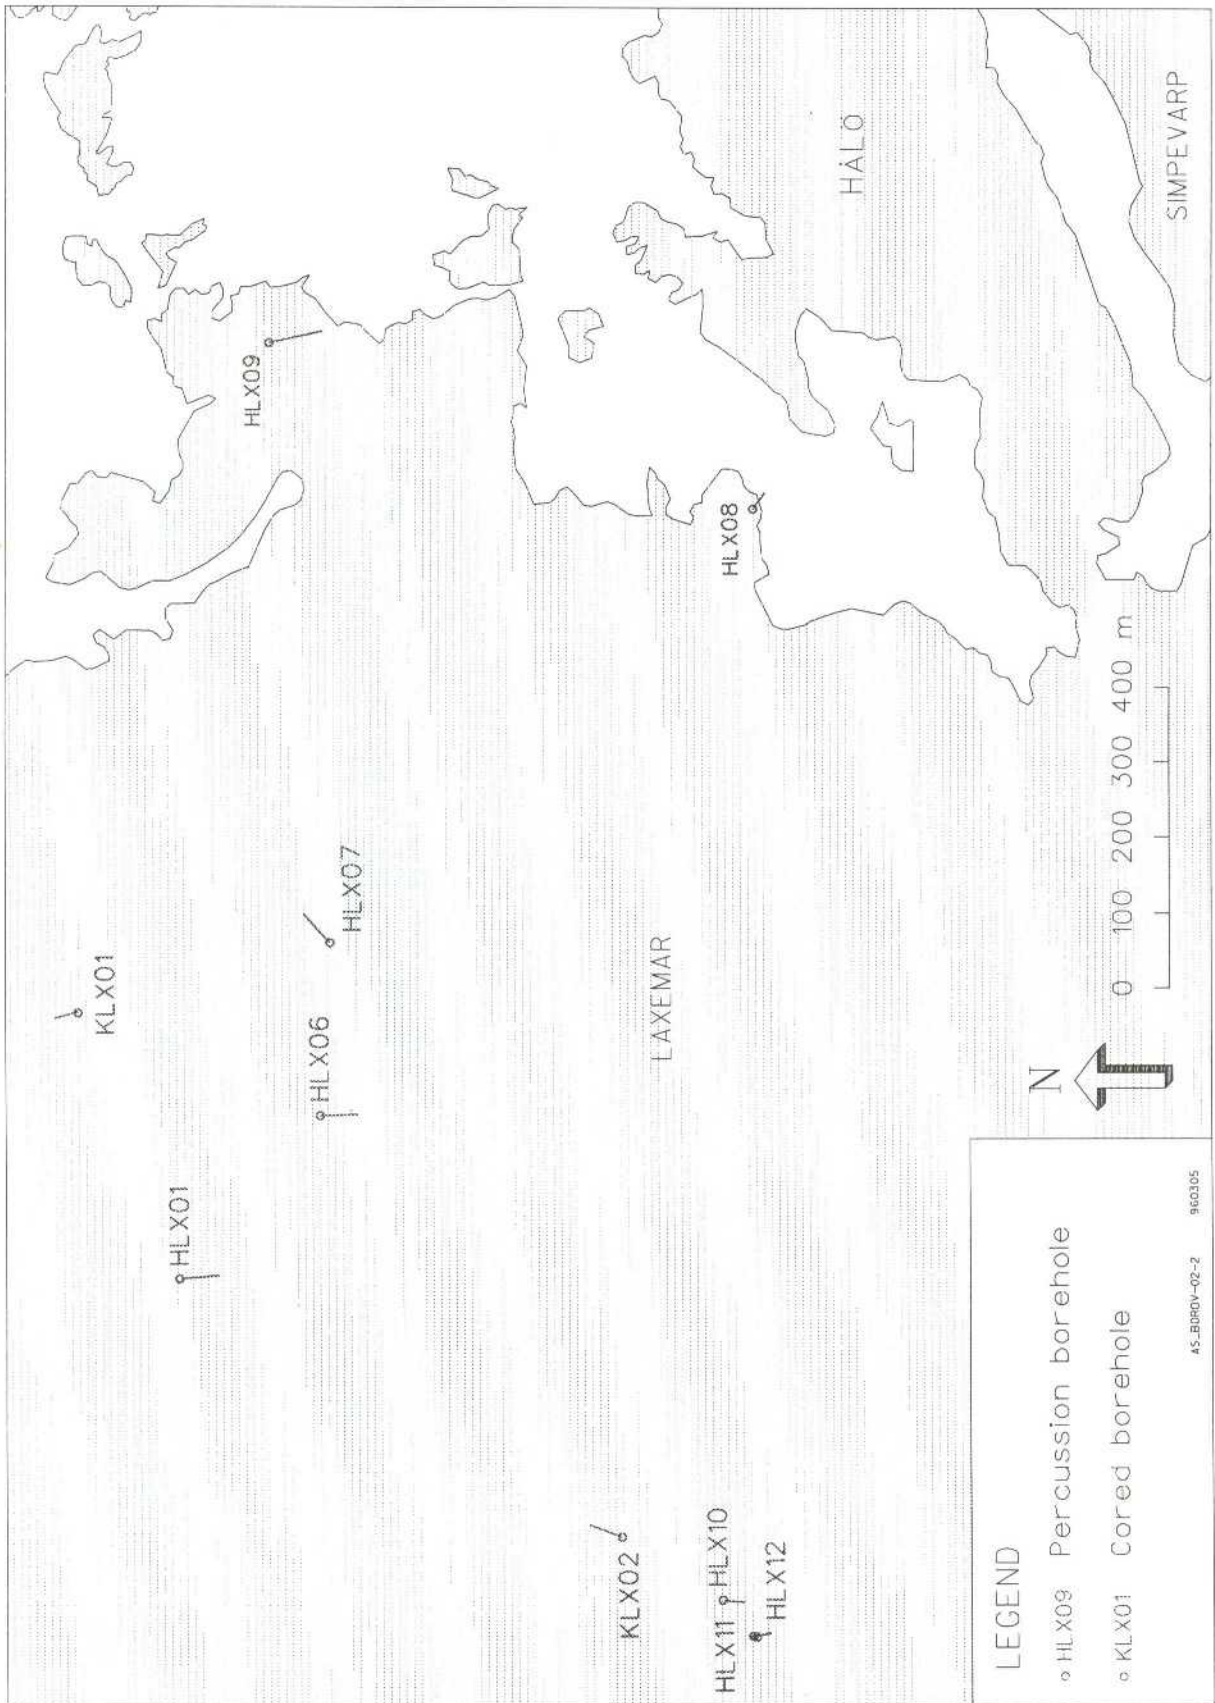 KLX01
HLX01
HLX06
HLX07
HLX09
KLX02
HLX11
HLX10
HLX12
LAXEMAR
HLX08
HÅLÖ
SIMPEVARP
N
0 100 200 300 400 m
LEGEND
HLX09 Percussion borehole
KLX01 Cored borehole
AS_BOROV-02-2 960305